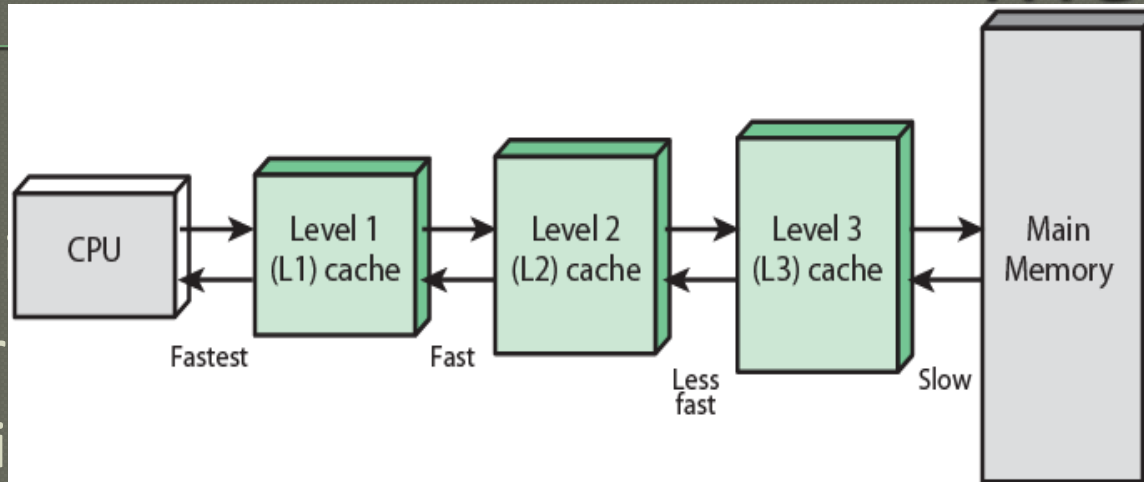 CPU
Level 1
(L1) cache
Level 2
(L2) cache
Level 3
(L3) cache
Main
Memory
Fastest
Fast
Less
fast
Slow